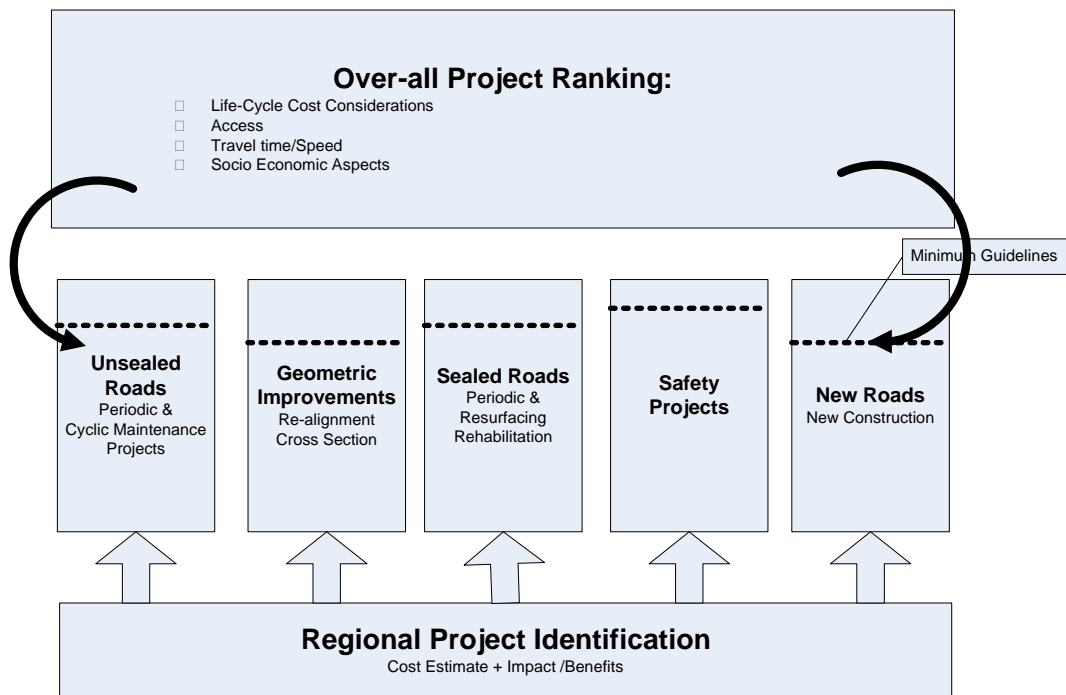 Over-all Project Ranking:
Life-Cycle Cost Considerations
Access
Travel time/Speed
Socio Economic Aspects
Minimum Guidelines
Unsealed
Roads
Periodic &
Cyclic Maintenance
Projects
Geometric
Improvements
Re-alignment
Cross Section
Sealed Roads
Periodic &
Resurfacing
Rehabilitation
Safety
Projects
New Roads
New Construction
Regional Project Identification
Cost Estimate + Impact /Benefits